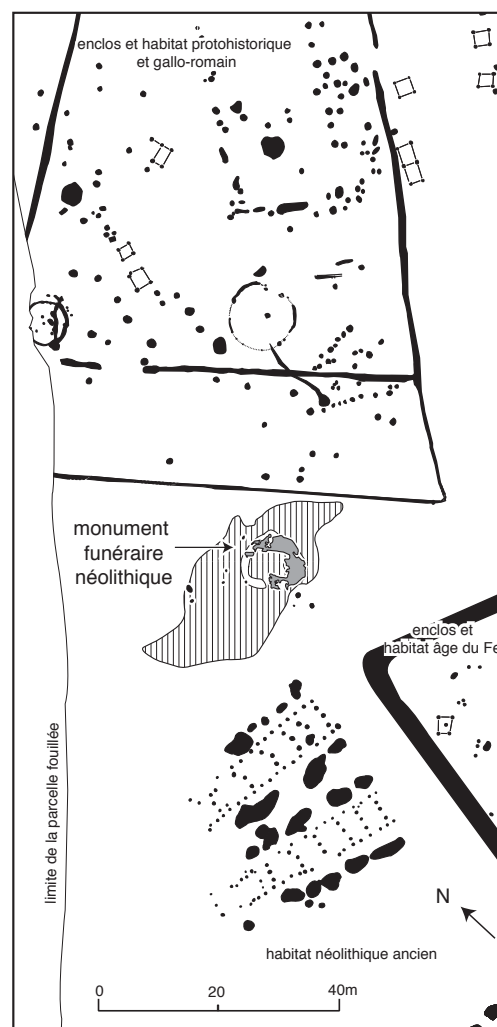 enclos et habitat protohistorique
et gallo-romain
monument
funéraire
néolithique
enclos et
habitat âge du Fe
limite de la parcelle fouillée
N
habitat néolithique ancien
0 20 40m